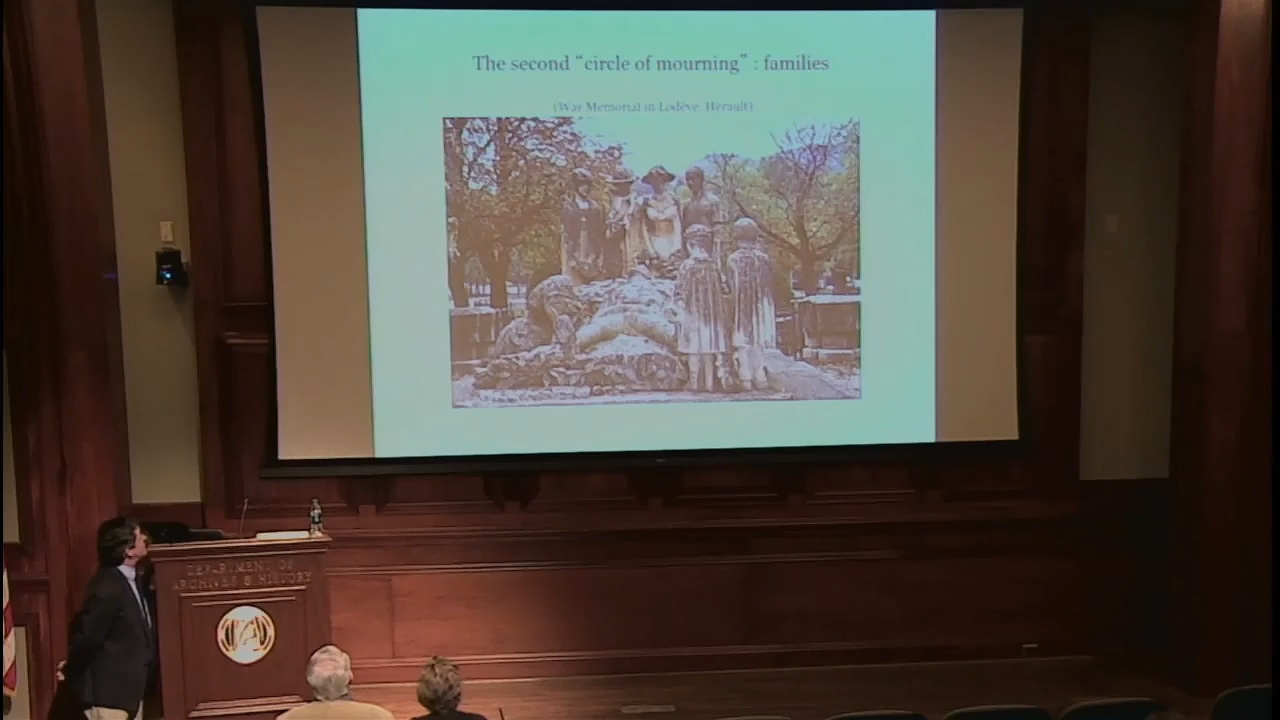 The second “circle of mourning” : families
(War Memorial in Lodève, Hérault)
DEPARTMENT OF
ARCHIVES & HISTORY